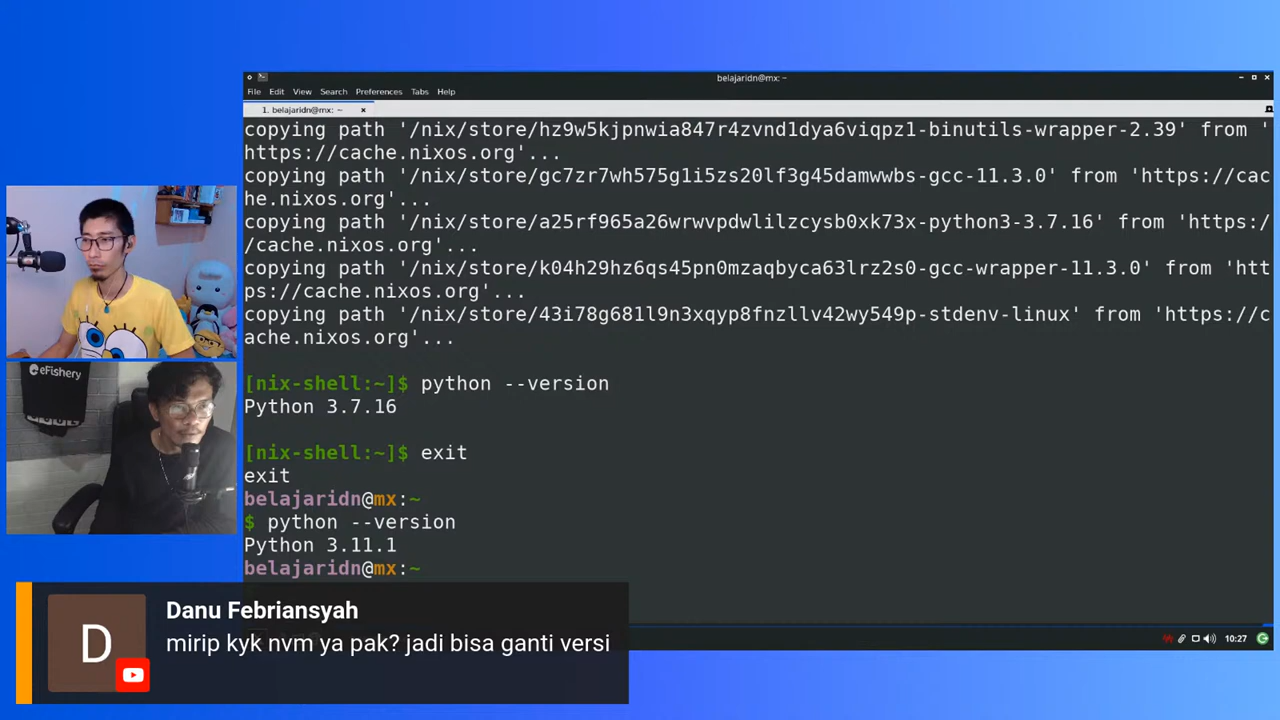 belajaridn@mx: ~
File Edit View Search Preferences Tabs Help
1. belajaridn@mx: ~
copying path '/nix/store/hz9w5kjpnwia847r4zvnd1dya6viqpz1-binutils-wrapper-2.39' from '
https://cache.nixos.org'...
copying path '/nix/store/gc7zr7wh575g1i5zs20lf3g45damwwbs-gcc-11.3.0' from 'https://cac
he.nixos.org'...
copying path '/nix/store/a25rf965a26wrwvpdwlilzcysb0xk73x-python3-3.7.16' from 'https:/
/cache.nixos.org'...
copying path '/nix/store/k04h29hz6qs45pn0mzaqbyca63lrz2s0-gcc-wrapper-11.3.0' from 'htt
ps://cache.nixos.org'...
copying path '/nix/store/43i78g681l9n3xqyp8fnzllv42wy549p-stdenv-linux' from 'https://c
ache.nixos.org'...
[nix-shell:~]$ python --version
Python 3.7.16
[nix-shell:~]$ exit
exit
belajaridn@mx:~
$ python --version
Python 3.11.1
belajaridn@mx:~
10:27
eFishery
D
Danu Febriansyah
mirip kyk nvm ya pak? jadi bisa ganti versi